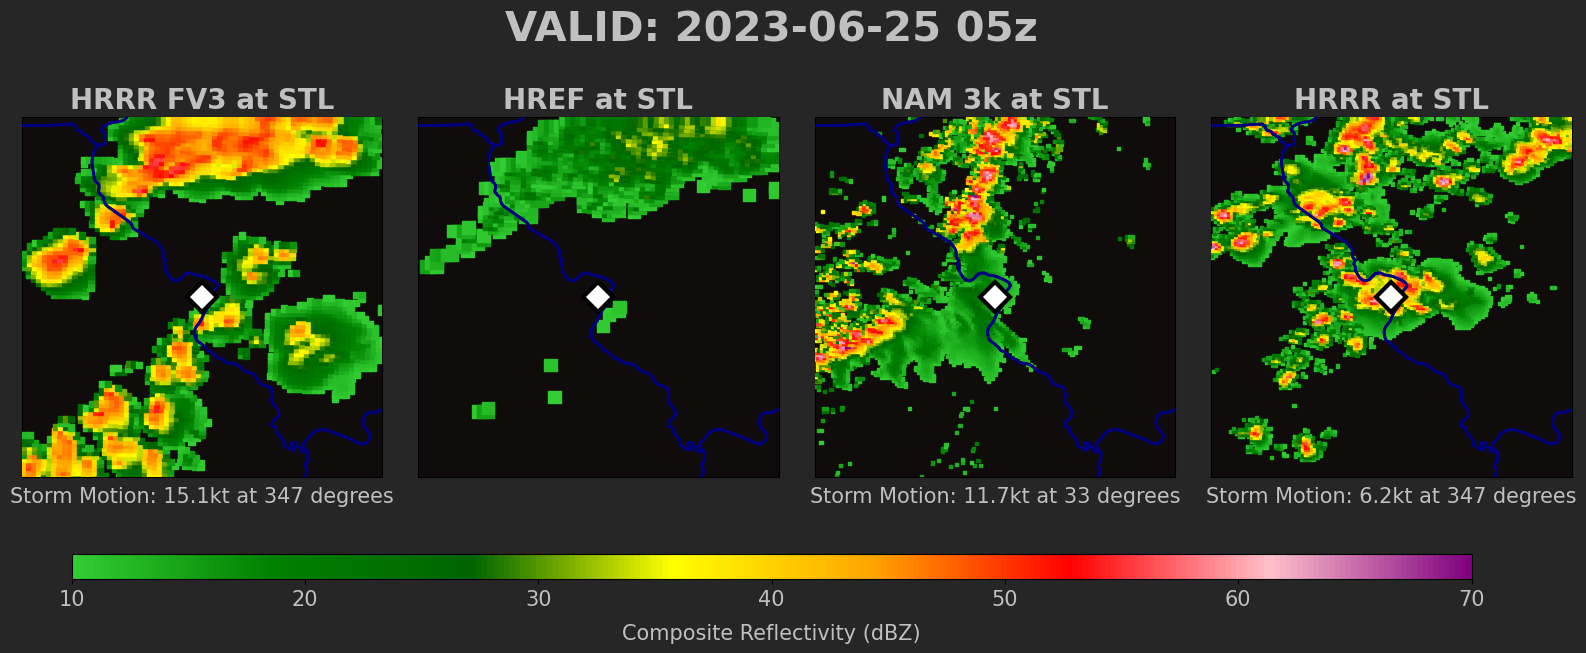 VALID: 2023-06-25 05z
HRRR FV3 at STL
HREF at STL
NAM 3k at STL
HRRR at STL
Storm Motion: 15.1kt at 347 degrees
Storm Motion: 11.7kt at 33 degrees
Storm Motion: 6.2kt at 347 degrees
10 20 30 40 50 60 70
Composite Reflectivity (dBZ)